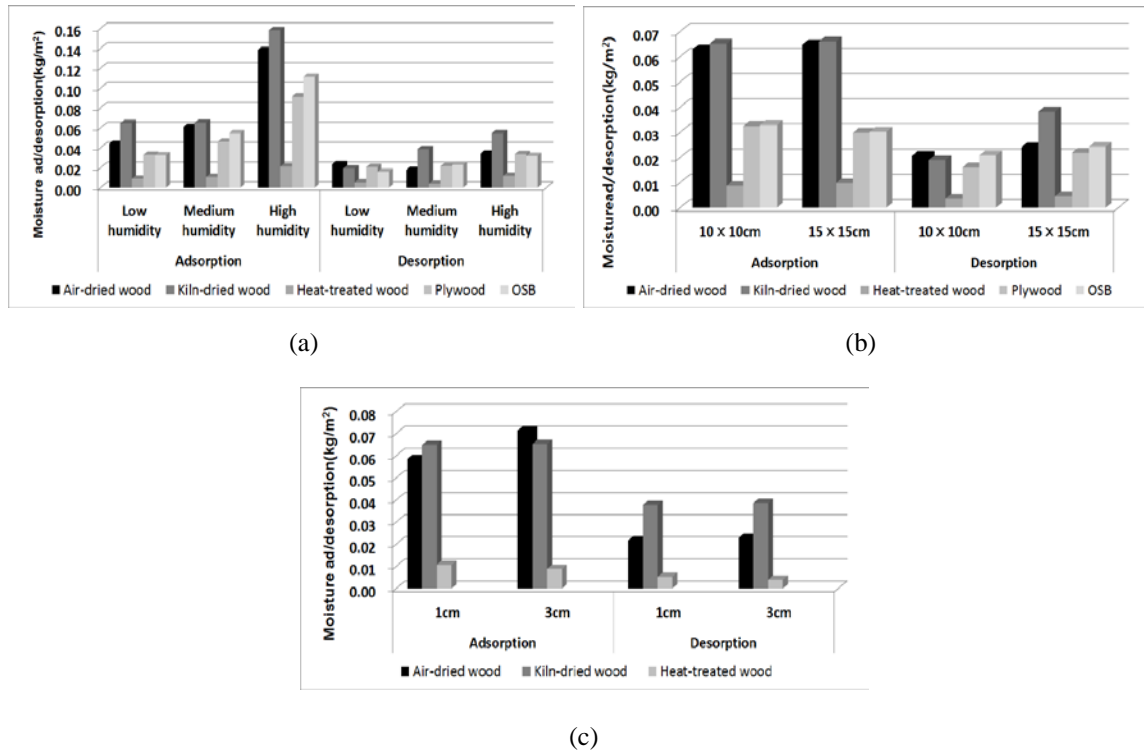 Moisture ad/desorption(kg/m²)
0.16
0.14
0.12
0.10
0.08
0.06
0.04
0.02
0.00
Low humidity Medium humidity High humidity Low humidity Medium humidity High humidity
Adsorption Desorption
Air-dried wood Kiln-dried wood Heat-treated wood Plywood OSB
(a)
Moisturead/desorption(kg/m²)
0.07
0.06
0.05
0.04
0.03
0.02
0.01
0.00
10 X 10cm 15 X 15cm 10 X 10cm 15 X 15cm
Adsorption Desorption
Air-dried wood Kiln-dried wood Heat-treated wood Plywood OSB
(b)
Moisture ad/desorption(kg/m²)
0.08
0.07
0.06
0.05
0.04
0.03
0.02
0.01
0.00
1cm 3cm 1cm 3cm
Adsorption Desorption
Air-dried wood Kiln-dried wood Heat-treated wood
(c)